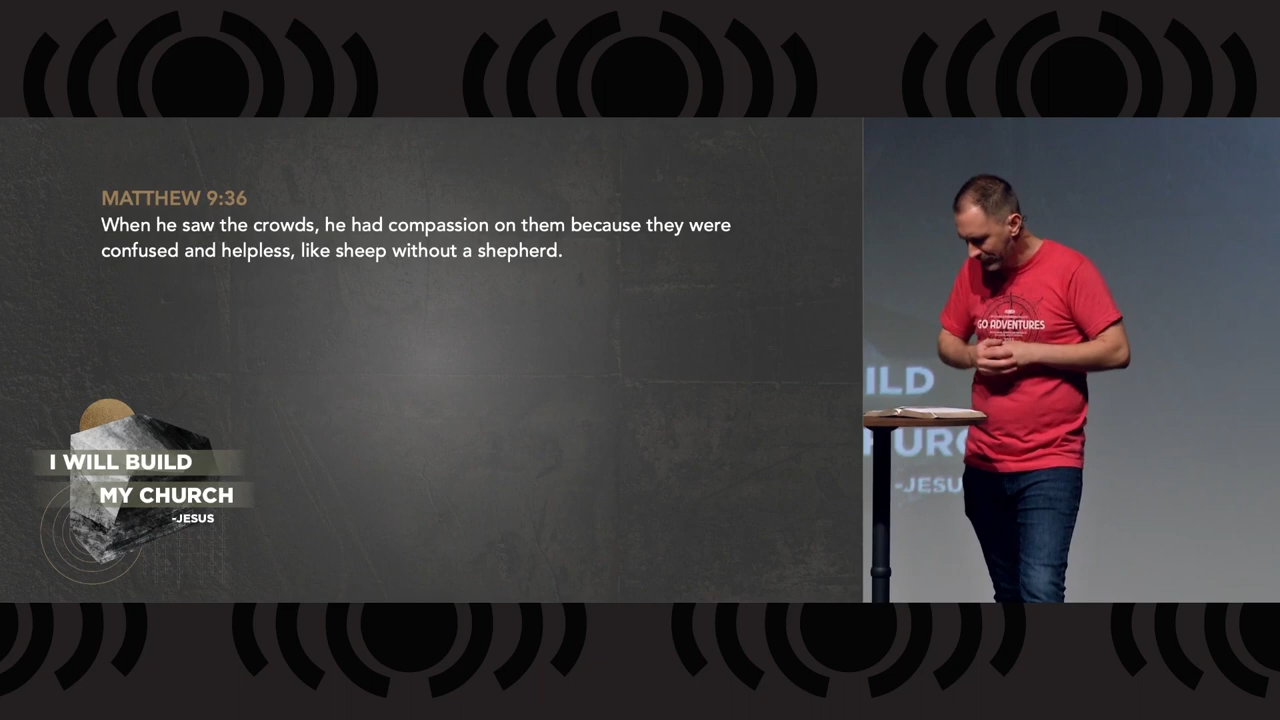 MATTHEW 9:36
When he saw the crowds, he had compassion on them because they were
confused and helpless, like sheep without a shepherd.
I WILL BUILD
MY CHURCH
-JESUS
GO ADVENTURES
ILD
-JESU